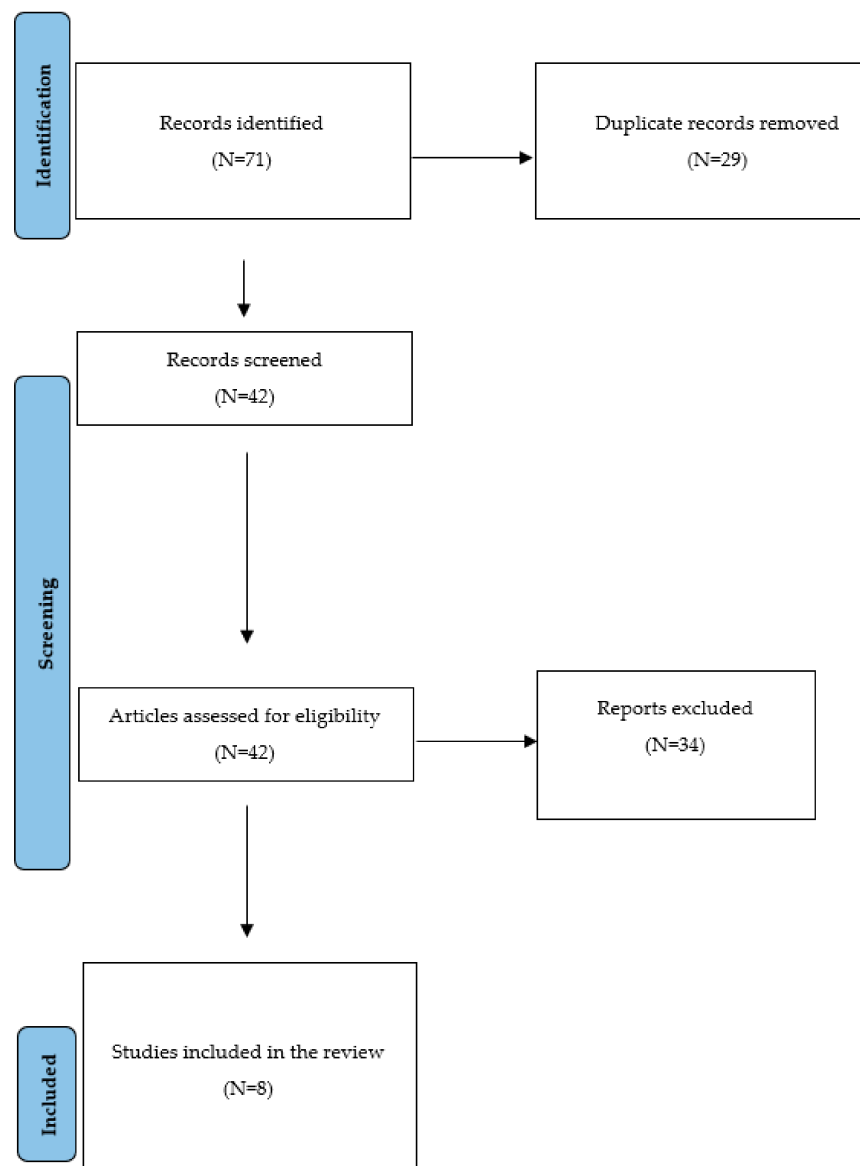 Identification
Records identified
(N=71)
Duplicate records removed
(N=29)
Screening
Records screened
(N=42)
Articles assessed for eligibility
(N=42)
Reports excluded
(N=34)
Included
Studies included in the review
(N=8)